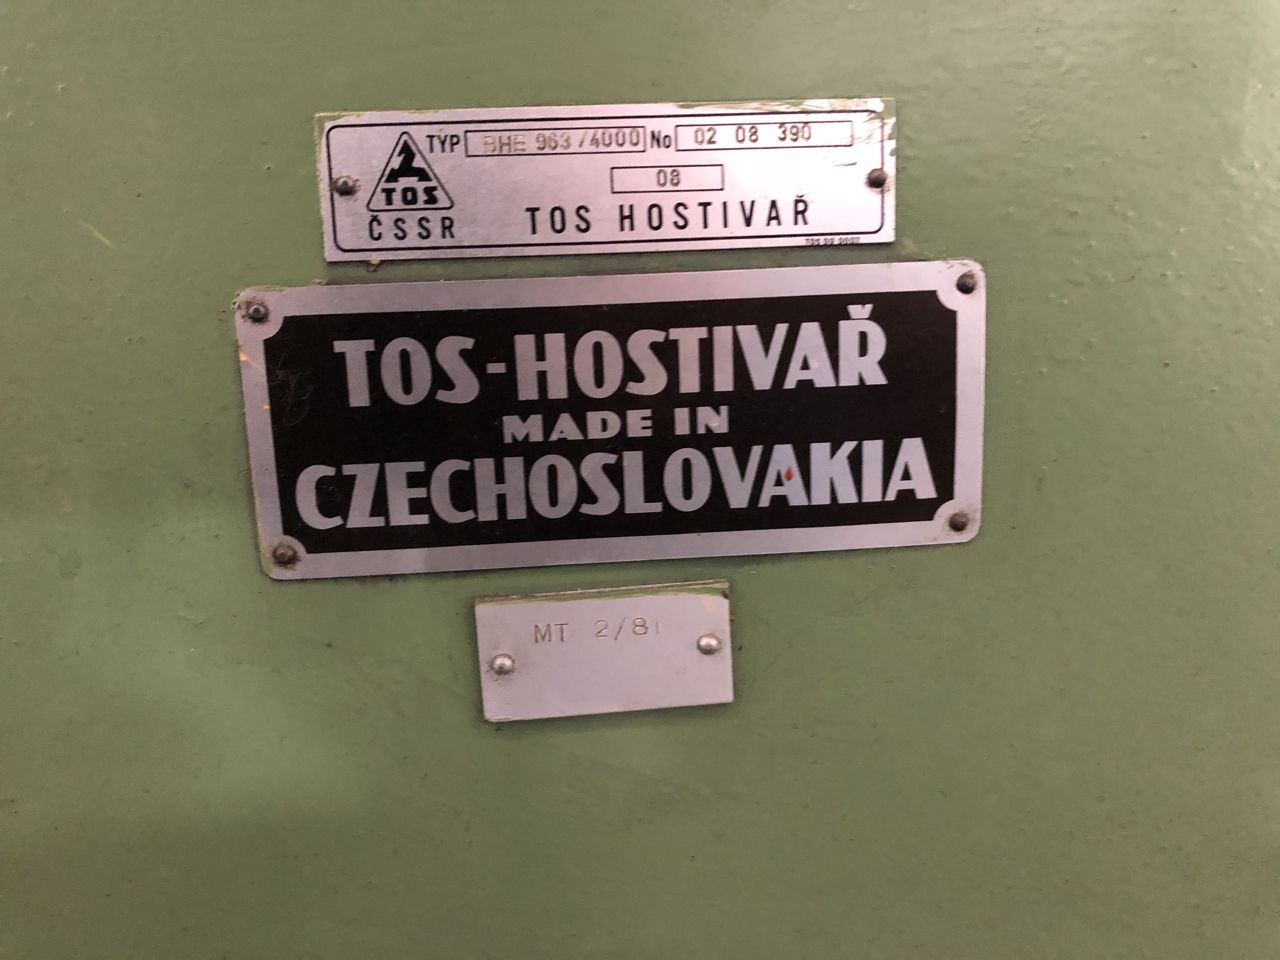 TYP BHE 963/4000 No 02 08 390
08
TOS
ČSSR TOS HOSTIVAŘ
TOS-HOSTIVAŘ
MADE IN
CZECHOSLOVAKIA
MT 2/81